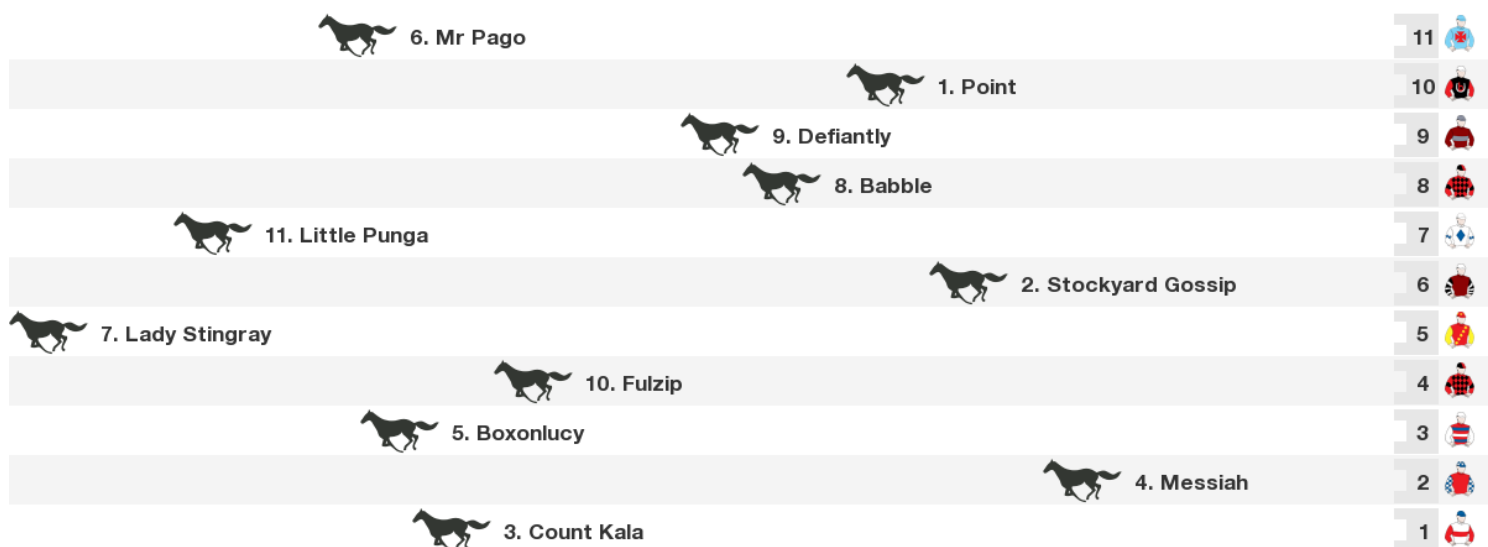 6. Mr Pago 11
1. Point 10
9. Defiantly 9
8. Babble 8
11. Little Punga 7
2. Stockyard Gossip 6
7. Lady Stingray 5
10. Fulzip 4
5. Boxonlucy 3
4. Messiah 2
3. Count Kala 1